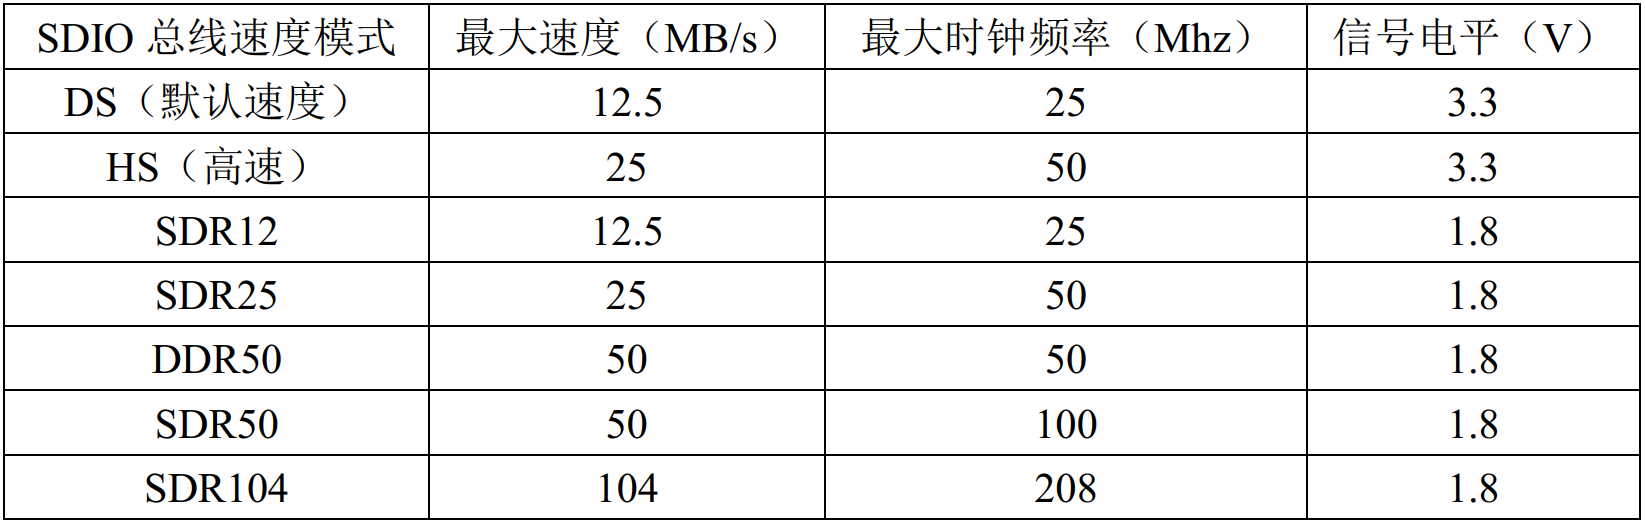 SDIO 总线速度模式 最大速度（MB/s） 最大时钟频率（Mhz） 信号电平（V）
DS（默认速度） 12.5 25 3.3
HS（高速） 25 50 3.3
SDR12 12.5 25 1.8
SDR25 25 50 1.8
DDR50 50 50 1.8
SDR50 50 100 1.8
SDR104 104 208 1.8